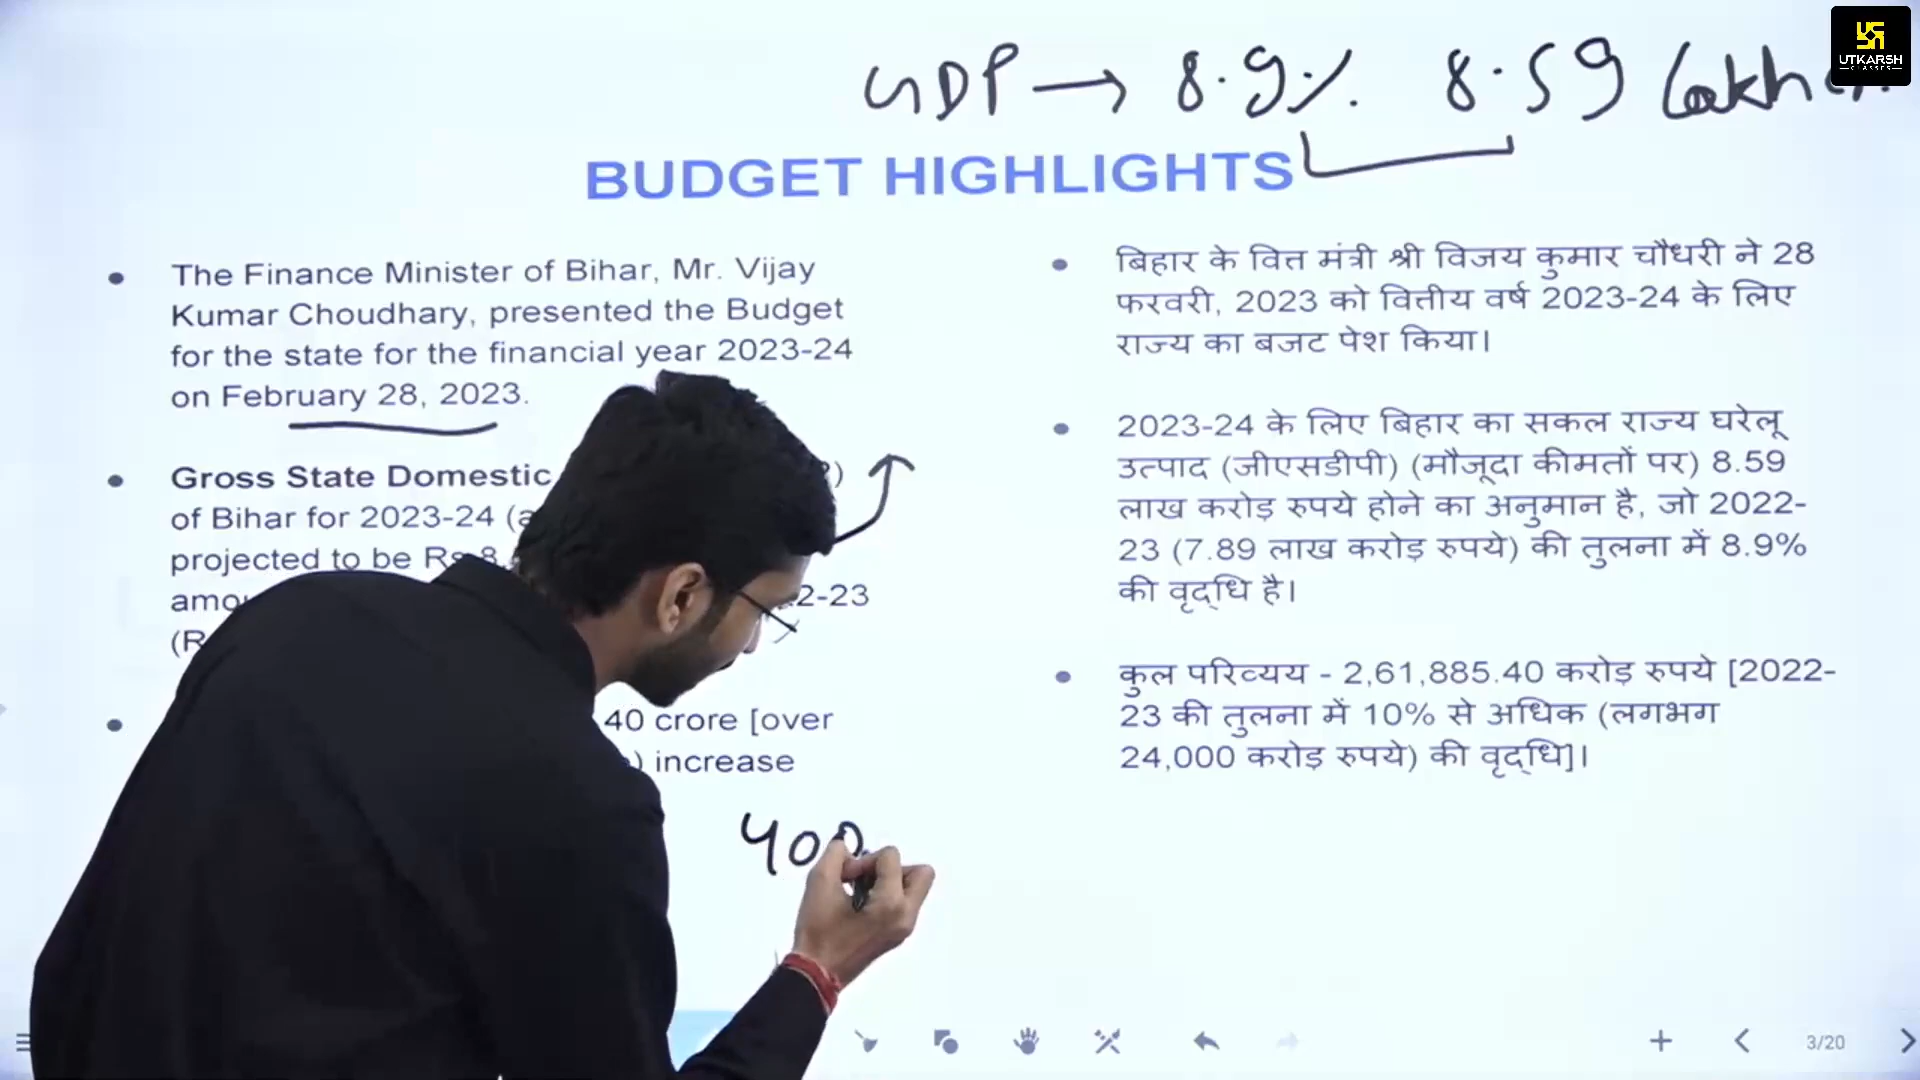 GDP → 8.9%. 8.59 Lakh Cr.
UTKARSH
CLASSES
BUDGET HIGHLIGHTS
• The Finance Minister of Bihar, Mr. Vijay
Kumar Choudhary, presented the Budget
for the state for the financial year 2023-24
on February 28, 2023.
• Gross State Domestic
of Bihar for 2023-24 (a
projected to be Rs 8.
2-23
(R
40 crore [over
) increase
400
• बिहार के वित्त मंत्री श्री विजय कुमार चौधरी ने 28
फरवरी, 2023 को वित्तीय वर्ष 2023-24 के लिए
राज्य का बजट पेश किया।
• 2023-24 के लिए बिहार का सकल राज्य घरेलू
उत्पाद (जीएसडीपी) (मौजूदा कीमतों पर) 8.59
लाख करोड़ रुपये होने का अनुमान है, जो 2022-
23 (7.89 लाख करोड़ रुपये) की तुलना में 8.9%
की वृद्धि है।
• कुल परिव्यय - 2,61,885.40 करोड़ रुपये [2022-
23 की तुलना में 10% से अधिक (लगभग
24,000 करोड़ रुपये) की वृद्धि]।
3/20